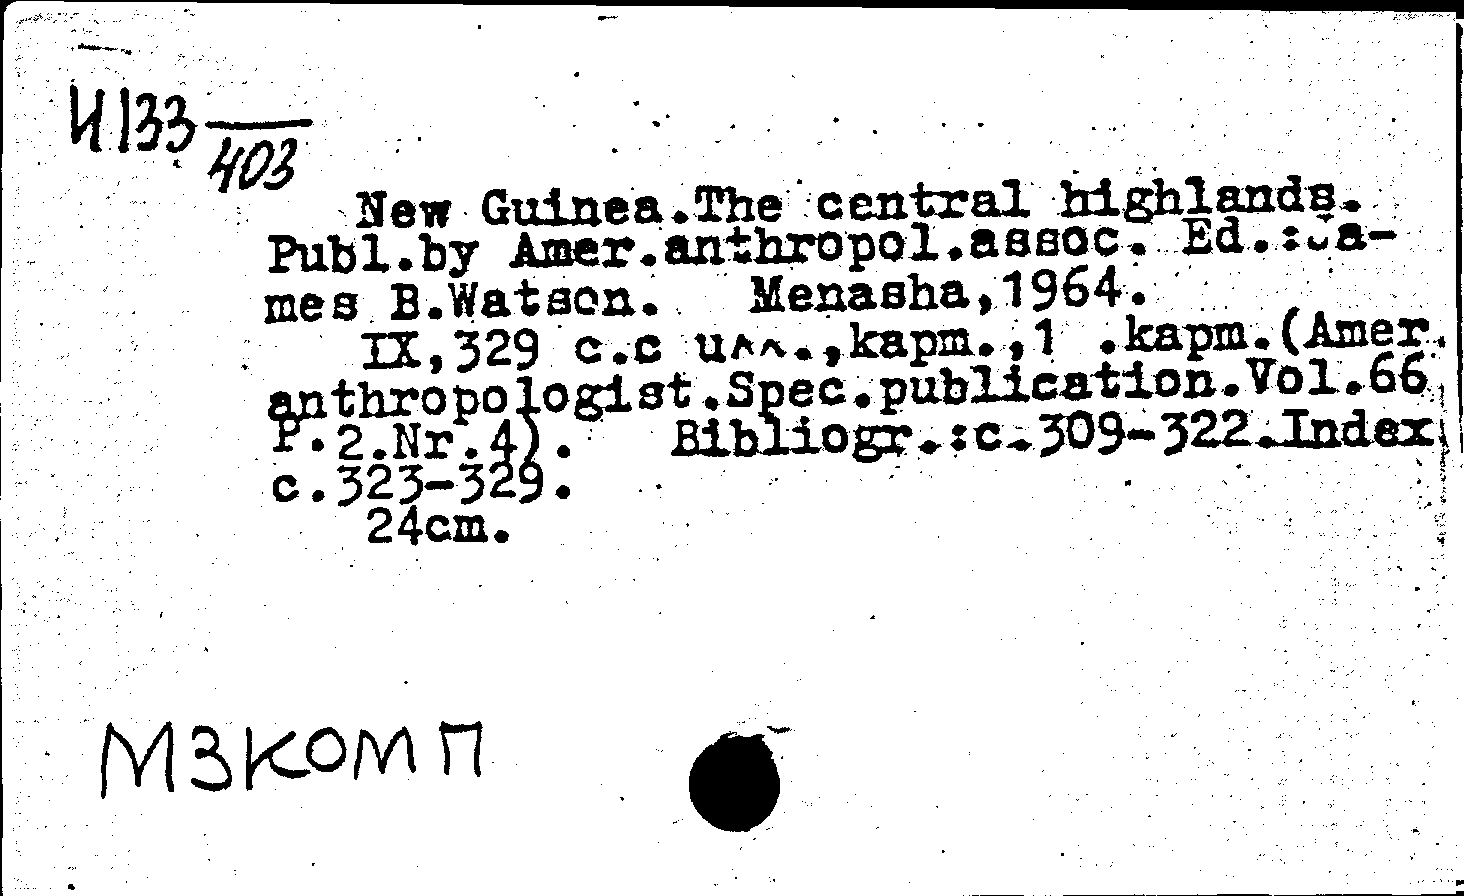 И133
403
New Guinea.The central highlands.
Publ.by Amer.anthropol.assoc. Ed.:Ja-
mes B.Watson. Menasha,1964.
IX,329 c.c илл.,карт.,1 .карт.(Amer.
anthropologist.Spec.publication.Vol.66
P.2.Nr.4). Bibliogr.:c.309-322.Index
c.323-329.
24cm.
МЗКОМП